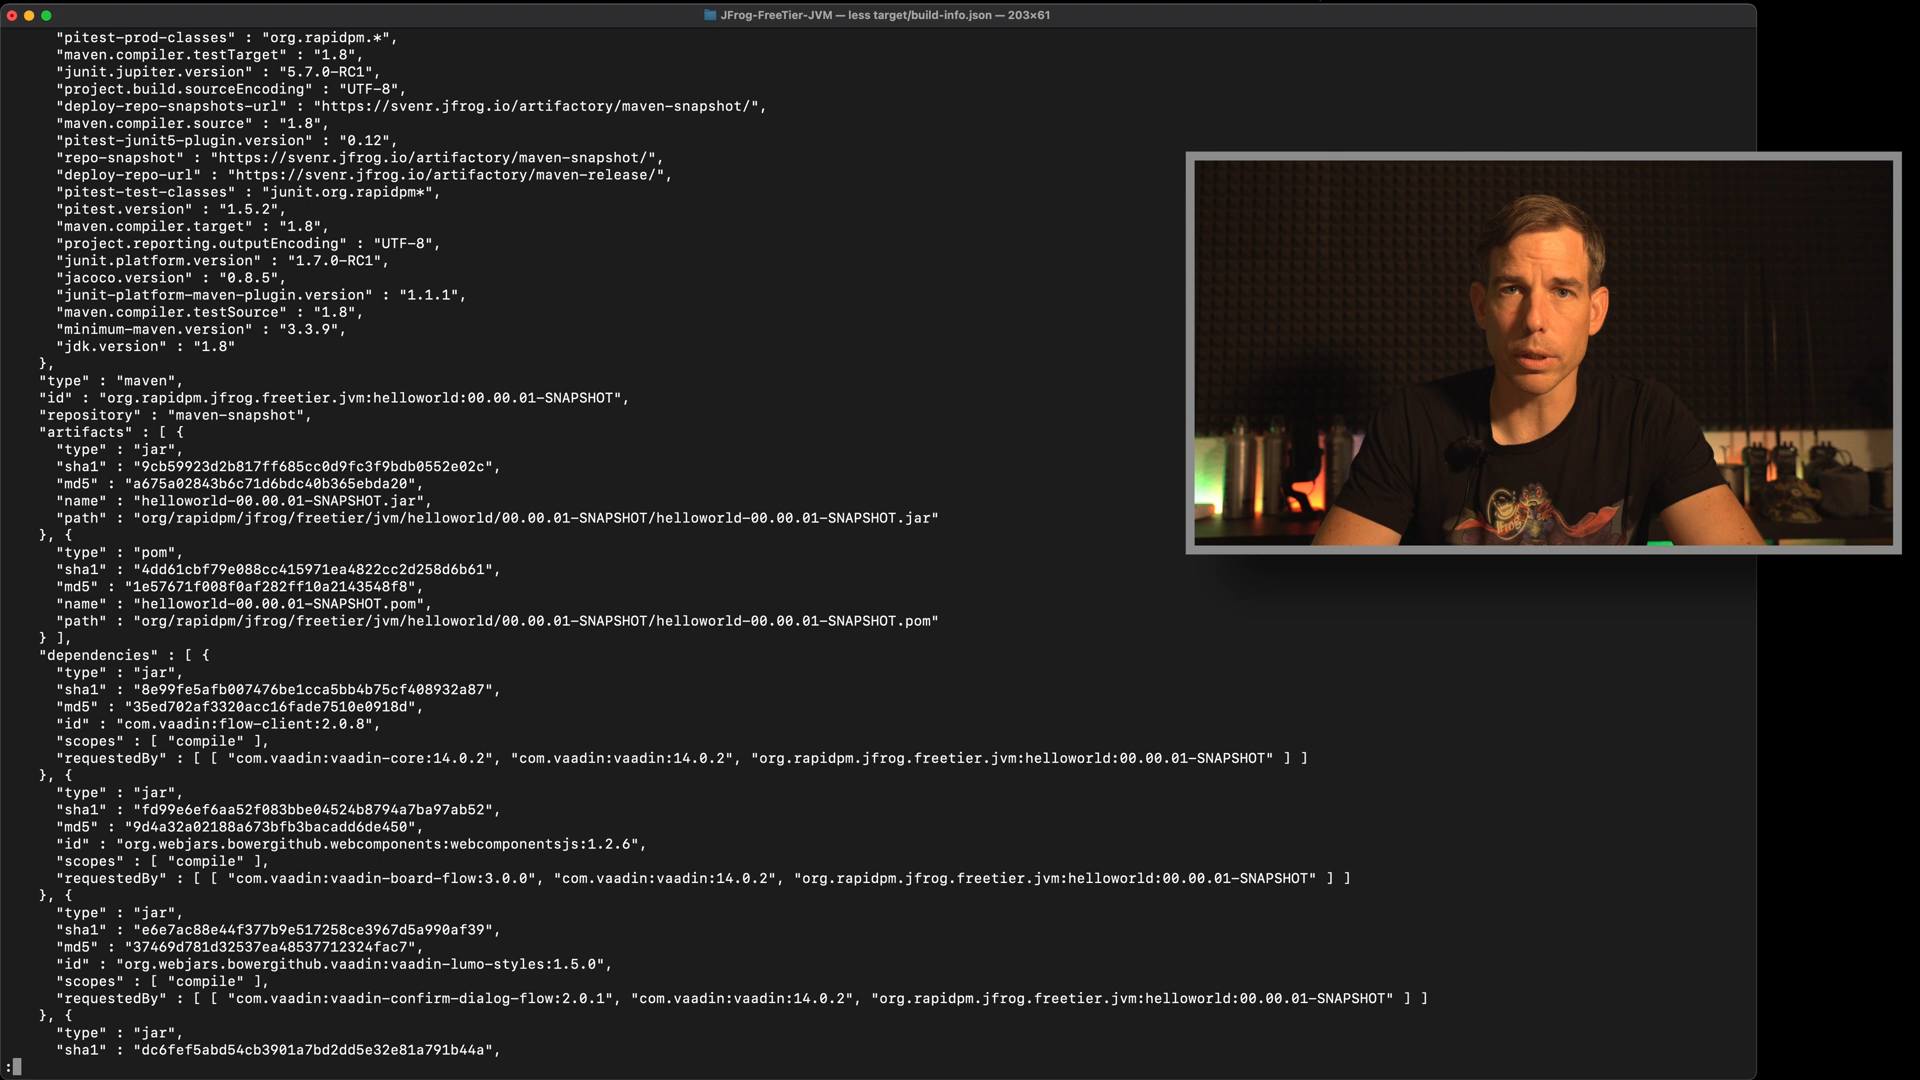 JFrog-FreeTier-JVM — less target/build-info.json — 203×61
"pitest-prod-classes" : "org.rapidpm.*",
"maven.compiler.testTarget" : "1.8",
"junit.jupiter.version" : "5.7.0-RC1",
"project.build.sourceEncoding" : "UTF-8",
"deploy-repo-snapshots-url" : "https://svenr.jfrog.io/artifactory/maven-snapshot/",
"maven.compiler.source" : "1.8",
"pitest-junit5-plugin.version" : "0.12",
"repo-snapshot" : "https://svenr.jfrog.io/artifactory/maven-snapshot/",
"deploy-repo-url" : "https://svenr.jfrog.io/artifactory/maven-release/",
"pitest-test-classes" : "junit.org.rapidpm*",
"pitest.version" : "1.5.2",
"maven.compiler.target" : "1.8",
"project.reporting.outputEncoding" : "UTF-8",
"junit.platform.version" : "1.7.0-RC1",
"jacoco.version" : "0.8.5",
"junit-platform-maven-plugin.version" : "1.1.1",
"maven.compiler.testSource" : "1.8",
"minimum-maven.version" : "3.3.9",
"jdk.version" : "1.8"
},
"type" : "maven",
"id" : "org.rapidpm.jfrog.freetier.jvm:helloworld:00.00.01-SNAPSHOT",
"repository" : "maven-snapshot",
"artifacts" : [ {
"type" : "jar",
"sha1" : "9cb59923d2b817ff685cc0d9fc3f9bdb0552e02c",
"md5" : "a675a02843b6c71d6bdc40b365ebda20",
"name" : "helloworld-00.00.01-SNAPSHOT.jar",
"path" : "org/rapidpm/jfrog/freetier/jvm/helloworld/00.00.01-SNAPSHOT/helloworld-00.00.01-SNAPSHOT.jar"
}, {
"type" : "pom",
"sha1" : "4dd61cbf79e088cc415971ea4822cc2d258d6b61",
"md5" : "1e57671f008f0af282ff10a2143548f8",
"name" : "helloworld-00.00.01-SNAPSHOT.pom",
"path" : "org/rapidpm/jfrog/freetier/jvm/helloworld/00.00.01-SNAPSHOT/helloworld-00.00.01-SNAPSHOT.pom"
} ],
"dependencies" : [ {
"type" : "jar",
"sha1" : "8e99fe5afb007476be1cca5bb4b75cf408932a87",
"md5" : "35ed702af3320acc16fade7510e0918d",
"id" : "com.vaadin:flow-client:2.0.8",
"scopes" : [ "compile" ],
"requestedBy" : [ [ "com.vaadin:vaadin-core:14.0.2", "com.vaadin:vaadin:14.0.2", "org.rapidpm.jfrog.freetier.jvm:helloworld:00.00.01-SNAPSHOT" ] ]
}, {
"type" : "jar",
"sha1" : "fd99e6ef6aa52f083bbe04524b8794a7ba97ab52",
"md5" : "9d4a32a02188a673bfb3bacadd6de450",
"id" : "org.webjars.bowergithub.webcomponents:webcomponentsjs:1.2.6",
"scopes" : [ "compile" ],
"requestedBy" : [ [ "com.vaadin:vaadin-board-flow:3.0.0", "com.vaadin:vaadin:14.0.2", "org.rapidpm.jfrog.freetier.jvm:helloworld:00.00.01-SNAPSHOT" ] ]
}, {
"type" : "jar",
"sha1" : "e6e7ac88e44f377b9e517258ce3967d5a990af39",
"md5" : "37469d781d32537ea48537712324fac7",
"id" : "org.webjars.bowergithub.vaadin:vaadin-lumo-styles:1.5.0",
"scopes" : [ "compile" ],
"requestedBy" : [ [ "com.vaadin:vaadin-confirm-dialog-flow:2.0.1", "com.vaadin:vaadin:14.0.2", "org.rapidpm.jfrog.freetier.jvm:helloworld:00.00.01-SNAPSHOT" ] ]
}, {
"type" : "jar",
"sha1" : "dc6fef5abd54cb3901a7bd2dd5e32e81a791b44a",
:
JFrog